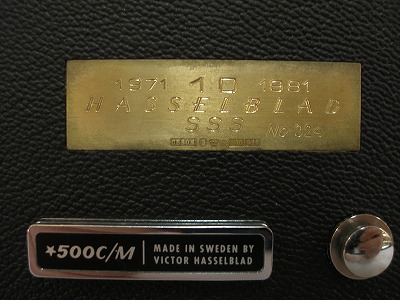 1971 10 1981
HASSELBLAD
SSS No 024
★500C/M
MADE IN SWEDEN BY
VICTOR HASSELBLAD